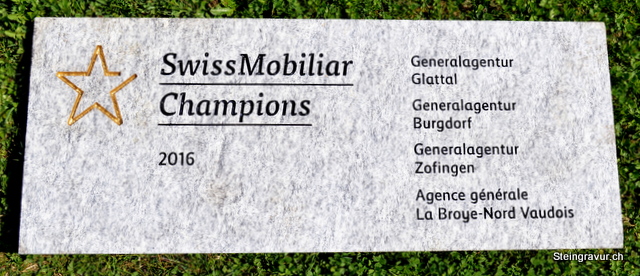 SwissMobiliar
Champions
2016
Generalagentur
Glattal
Generalagentur
Burgdorf
Generalagentur
Zofingen
Agence générale
La Broye-Nord Vaudois
Steingravur.ch